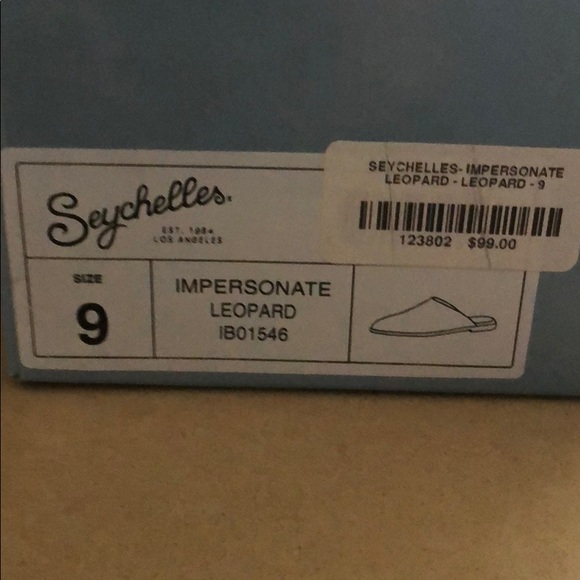 Seychelles
EST. 1984
LOS ANGELES
SIZE
9
IMPERSONATE
LEOPARD
IB01546
SEYCHELLES- IMPERSONATE
LEOPARD - LEOPARD - 9
123802 $99.00